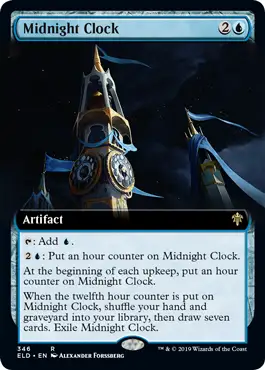 Midnight Clock 2
Artifact
: Add .
2 : Put an hour counter on Midnight Clock.
At the beginning of each upkeep, put an
hour counter on Midnight Clock.
When the twelfth hour counter is put on
Midnight Clock, shuffle your hand and
graveyard into your library, then draw seven
cards. Exile Midnight Clock.
346 R
ELD • EN ALEXANDER FORSSBERG ™ & © 2019 Wizards of the Coast